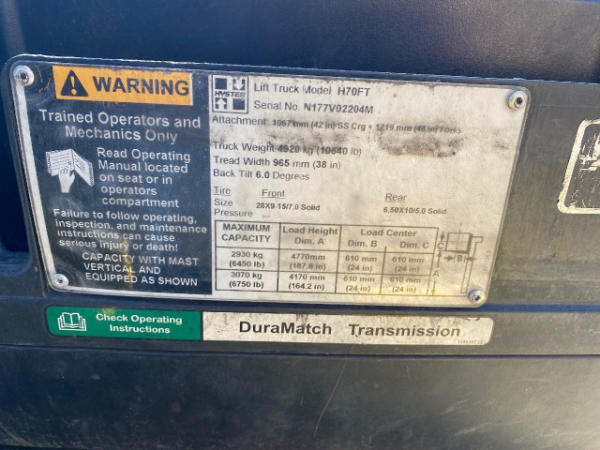 WARNING
Trained Operators and
Mechanics Only
Read Operating
Manual located
on seat or in
operators
compartment
Failure to follow operating,
inspection, and maintenance
instructions can cause
serious injury or death!
CAPACITY WITH MAST
VERTICAL AND
EQUIPPED AS SHOWN
HYSTER
Lift Truck Model H70FT
Serial No. N177V02204M
Attachment 1067 mm (42 in) SS Crg + 1219 mm (48 in) Forks
Truck Weight 4920 kg (10840 lb)
Tread Width 965 mm (38 in)
Back Tilt 6.0 Degrees
Tire Front Rear
Size 28X9-15/7.0 Solid 6.50X10/5.0 Solid
Pressure
MAXIMUM CAPACITY Load Height Dim. A Load Center Dim. B Dim. C
2930 kg 4770mm 610 mm 610 mm
(6450 lb) (187.8 in) (24 in) (24 in)
3070 kg 4170 mm 610 mm 610 mm
(6750 lb) (164.2 in) (24 in) (24 in)
C
B
A
Check Operating
Instructions
DuraMatch Transmission